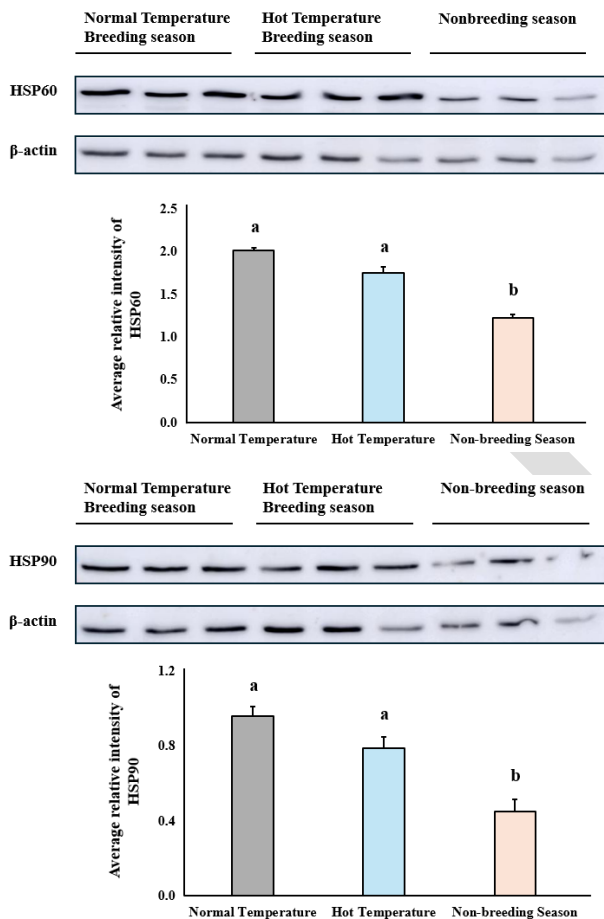 Normal Temperature
Breeding season
Hot Temperature
Breeding season
Nonbreeding season
HSP60
β-actin
Average relative intensity of
HSP60
2.5
2.0
1.5
1.0
0.5
0.0
a
a
b
Normal Temperature
Hot Temperature
Non-breeding Season
Normal Temperature
Breeding season
Hot Temperature
Breeding season
Non-breeding season
HSP90
β-actin
Average relative intensity of
HSP90
1.2
0.8
0.4
0.0
a
a
b
Normal Temperature
Hot Temperature
Non-breeding Season